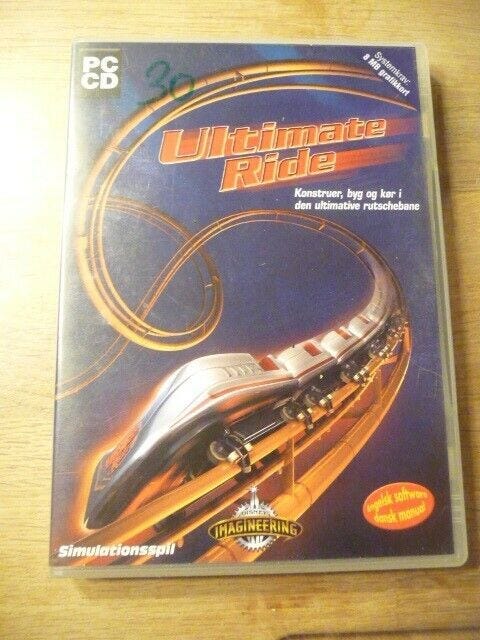 PC
CD
30
Systemkrav:
8 MB grafikkort
Ultimate
Ride
Konstruer, byg og kør i
den ultimative rutschebane
engelsk software
dansk manual
DISNEY
IMAGINEERING
Simulationsspil